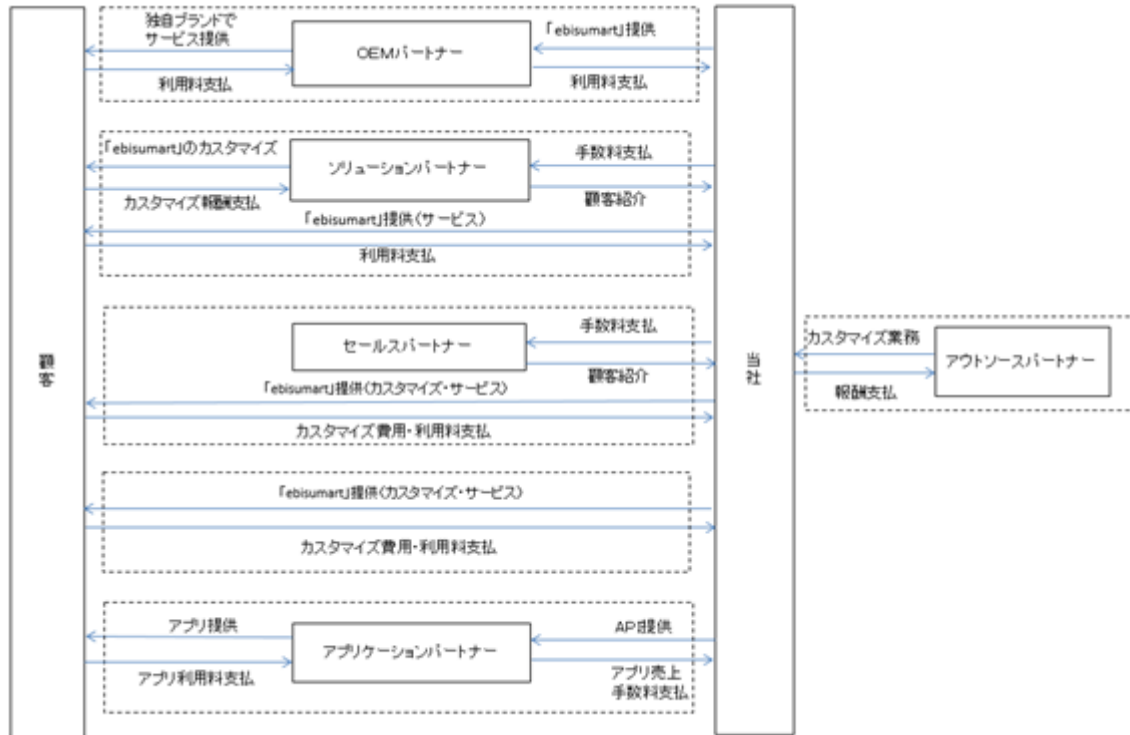 独自ブランドで
サービス提供
OEMパートナー
「ebisumart」提供
利用料支払
利用料支払
「ebisumart」のカスタマイズ
ソリューションパートナー
手数料支払
カスタマイズ報酬支払
顧客紹介
「ebisumart」提供(サービス)
利用料支払
顧客
セールスパートナー
手数料支払
顧客紹介
「ebisumart」提供(カスタマイズ・サービス)
カスタマイズ費用・利用料支払
当社
カスタマイズ業務
アウトソースパートナー
報酬支払
「ebisumart」提供(カスタマイズ・サービス)
カスタマイズ費用・利用料支払
アプリ提供
アプリケーションパートナー
API提供
アプリ利用料支払
アプリ売上
手数料支払